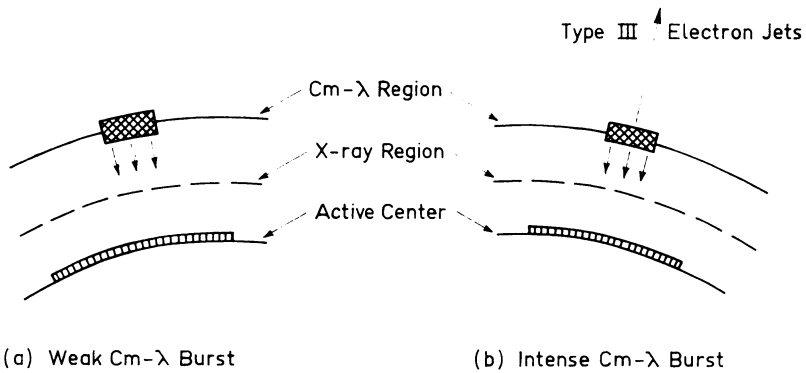 Type III Electron Jets
Cm-λ Region
X-ray Region
Active Center
(a) Weak Cm-λ Burst
(b) Intense Cm-λ Burst